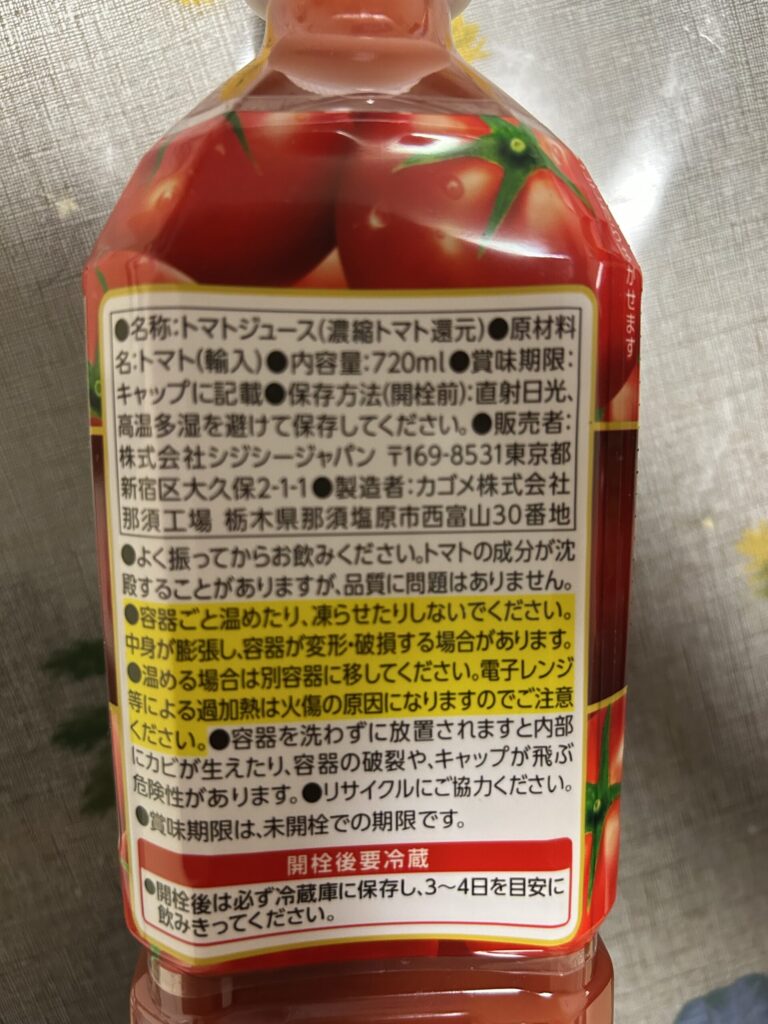 ●名称:トマトジュース(濃縮トマト還元)●原材料
名:トマト(輸入)●内容量:720ml●賞味期限:
キャップに記載●保存方法(開栓前):直射日光、
高温多湿を避けて保存してください。●販売者:
株式会社シジシージャパン 〒169-8531東京都
新宿区大久保2-1-1●製造者:カゴメ株式会社
那須工場 栃木県那須塩原市西富山30番地
●よく振ってからお飲みください。トマトの成分が沈
殿することがありますが、品質に問題はありません。
●容器ごと温めたり、凍らせたりしないでください。
中身が膨張し、容器が変形・破損する場合があります。
●温める場合は別容器に移してください。電子レンジ
等による過加熱は火傷の原因になりますのでご注意
ください。●容器を洗わずに放置されますと内部
にカビが生えたり、容器の破裂や、キャップが飛ぶ
危険性があります。●リサイクルにご協力ください。
●賞味期限は、未開栓での期限です。
開栓後要冷蔵
●開栓後は必ず冷蔵庫に保存し、3〜4日を目安に
飲みきってください。